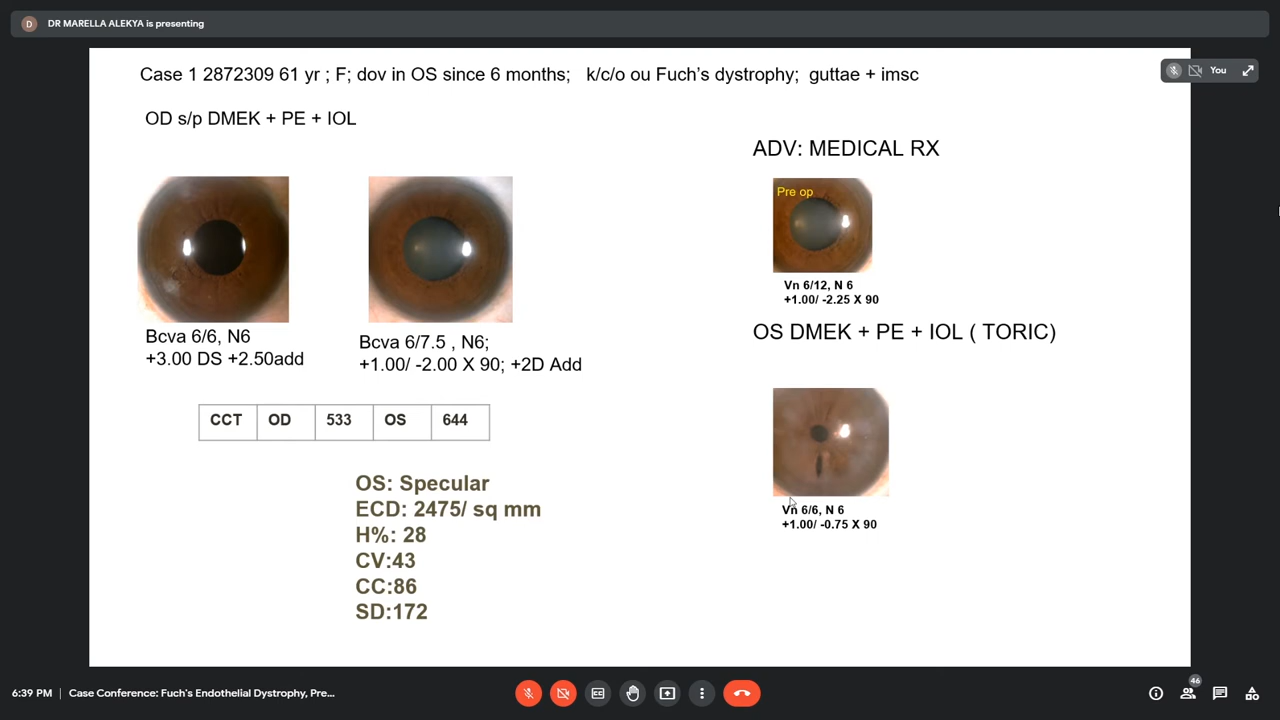 D DR MARELLA ALEKYA is presenting
Case 1 2872309 61 yr ; F; dov in OS since 6 months; k/c/o ou Fuch's dystrophy; guttae + imsc
You
OD s/p DMEK + PE + IOL
Bcva 6/6, N6
+3.00 DS +2.50add
Bcva 6/7.5 , N6;
+1.00/ -2.00 X 90; +2D Add
CCT OD 533 OS 644
OS: Specular
ECD: 2475/ sq mm
H%: 28
CV:43
CC:86
SD:172
ADV: MEDICAL RX
Pre op
Vn 6/12, N 6
+1.00/ -2.25 X 90
OS DMEK + PE + IOL ( TORIC)
Vn 6/6, N 6
+1.00/ -0.75 X 90
6:39 PM | Case Conference: Fuch's Endothelial Dystrophy, Pre...
46